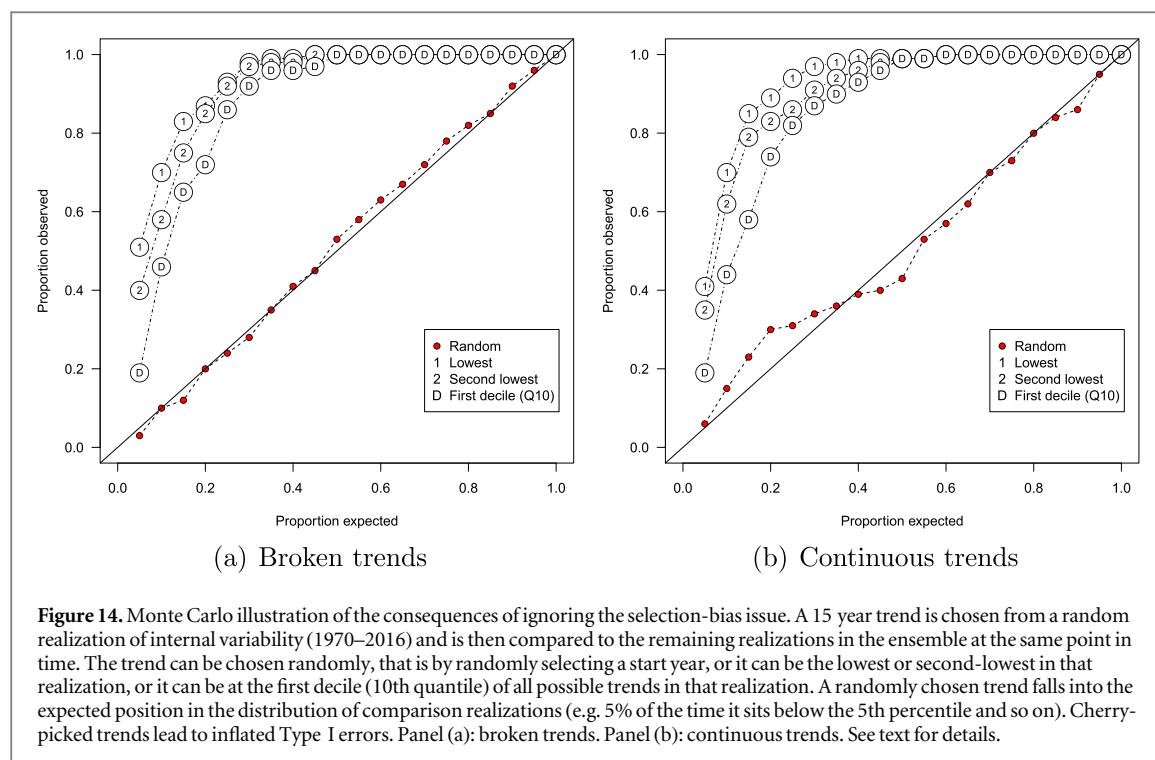 1.0
0.8
0.6
0.4
0.2
0.0
Proportion observed
0.0 0.2 0.4 0.6 0.8 1.0
Proportion expected
Random
1 Lowest
2 Second lowest
D First decile (Q10)
(a) Broken trends
1.0
0.8
0.6
0.4
0.2
0.0
Proportion observed
0.0 0.2 0.4 0.6 0.8 1.0
Proportion expected
Random
1 Lowest
2 Second lowest
D First decile (Q10)
(b) Continuous trends
Figure 14. Monte Carlo illustration of the consequences of ignoring the selection-bias issue. A 15 year trend is chosen from a random
realization of internal variability (1970–2016) and is then compared to the remaining realizations in the ensemble at the same point in
time. The trend can be chosen randomly, that is by randomly selecting a start year, or it can be the lowest or second-lowest in that
realization, or it can be at the first decile (10th quantile) of all possible trends in that realization. A randomly chosen trend falls into the
expected position in the distribution of comparison realizations (e.g. 5% of the time it sits below the 5th percentile and so on). Cherry-
picked trends lead to inflated Type I errors. Panel (a): broken trends. Panel (b): continuous trends. See text for details.